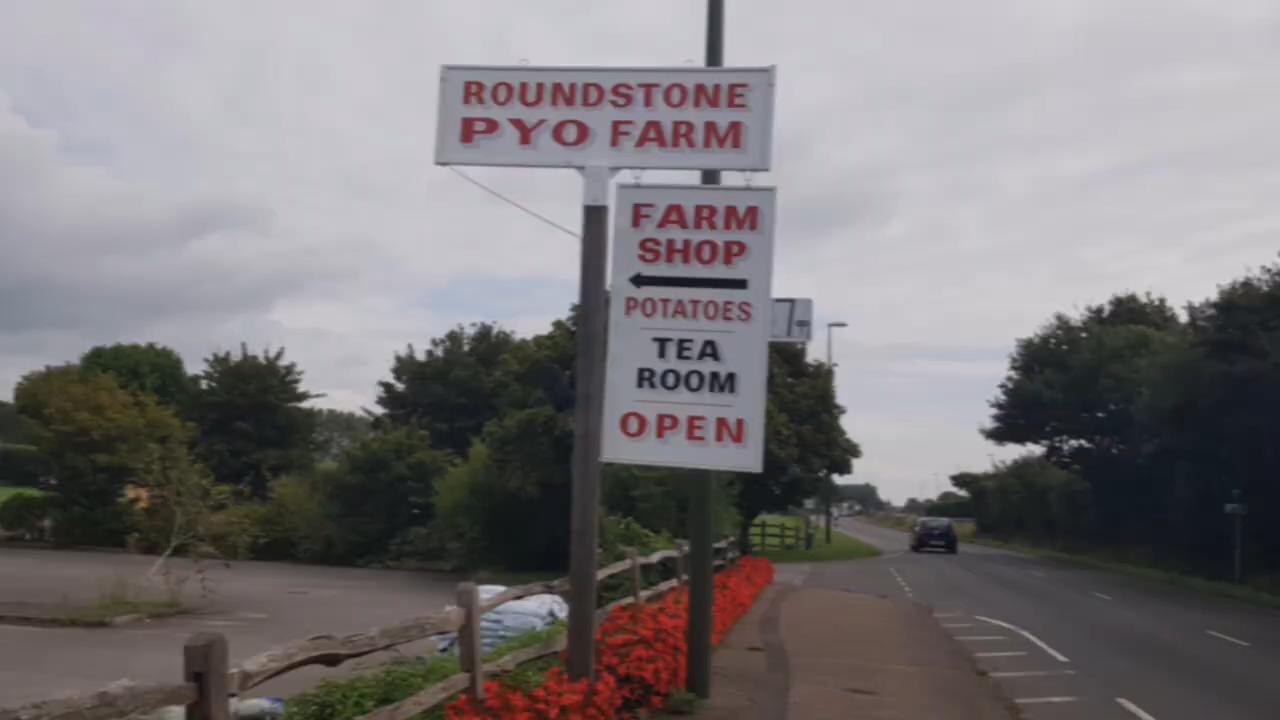 ROUNDSTONE
PYO FARM
FARM
SHOP
POTATOES
TEA
ROOM
OPEN